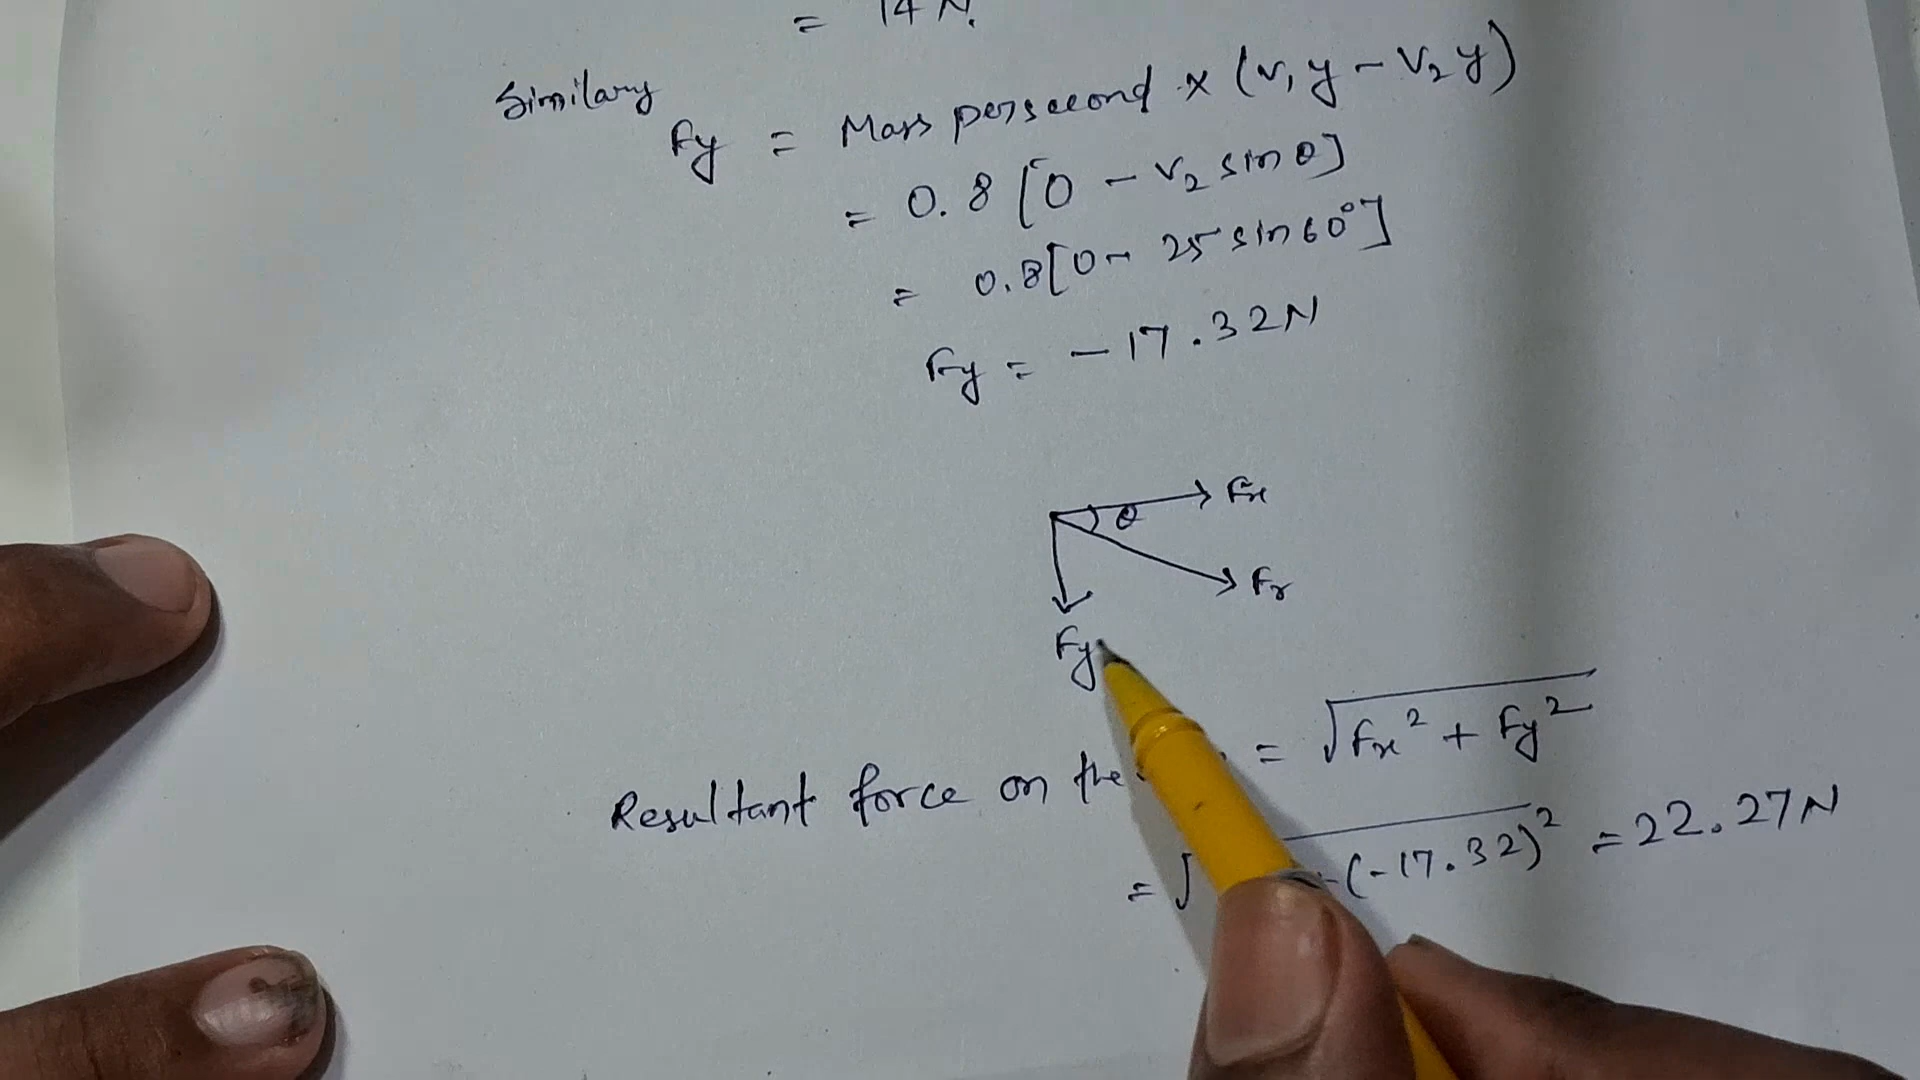 = 14 N.
Similary
Fy = Mass persecond × (v₁y - v₂y)
= 0.8 [0 - v₂ sin θ]
= 0.8[0 - 25 sin 60°]
Fy = - 17.32N
Fx
θ
Fr
Fy
Resultant force on the = √Fx² + Fy²
= √ (-17.32)² = 22.27N